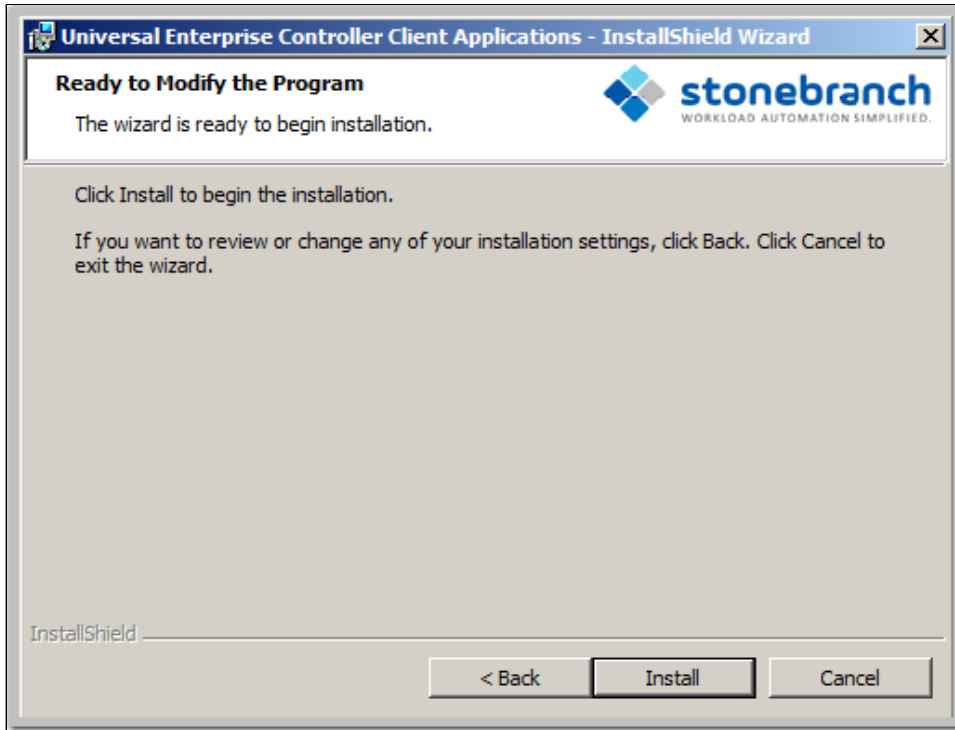 Universal Enterprise Controller Client Applications - InstallShield Wizard
Ready to Modify the Program
The wizard is ready to begin installation.
stonebranch
WORKLOAD AUTOMATION SIMPLIFIED.
Click Install to begin the installation.
If you want to review or change any of your installation settings, click Back. Click Cancel to
exit the wizard.
InstallShield
< Back
Install
Cancel